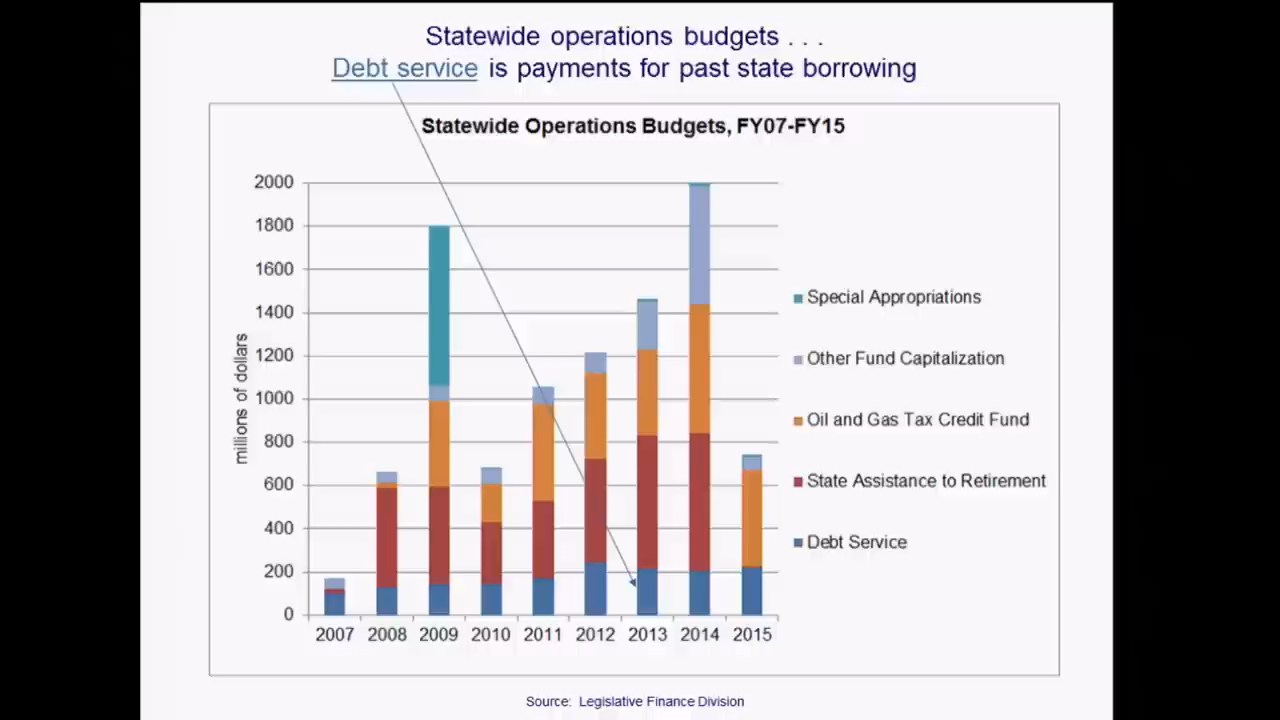 Statewide operations budgets . . .
Debt service is payments for past state borrowing
Statewide Operations Budgets, FY07-FY15
millions of dollars
2000
1800
1600
1400
1200
1000
800
600
400
200
0
2007 2008 2009 2010 2011 2012 2013 2014 2015
Special Appropriations
Other Fund Capitalization
Oil and Gas Tax Credit Fund
State Assistance to Retirement
Debt Service
Source: Legislative Finance Division